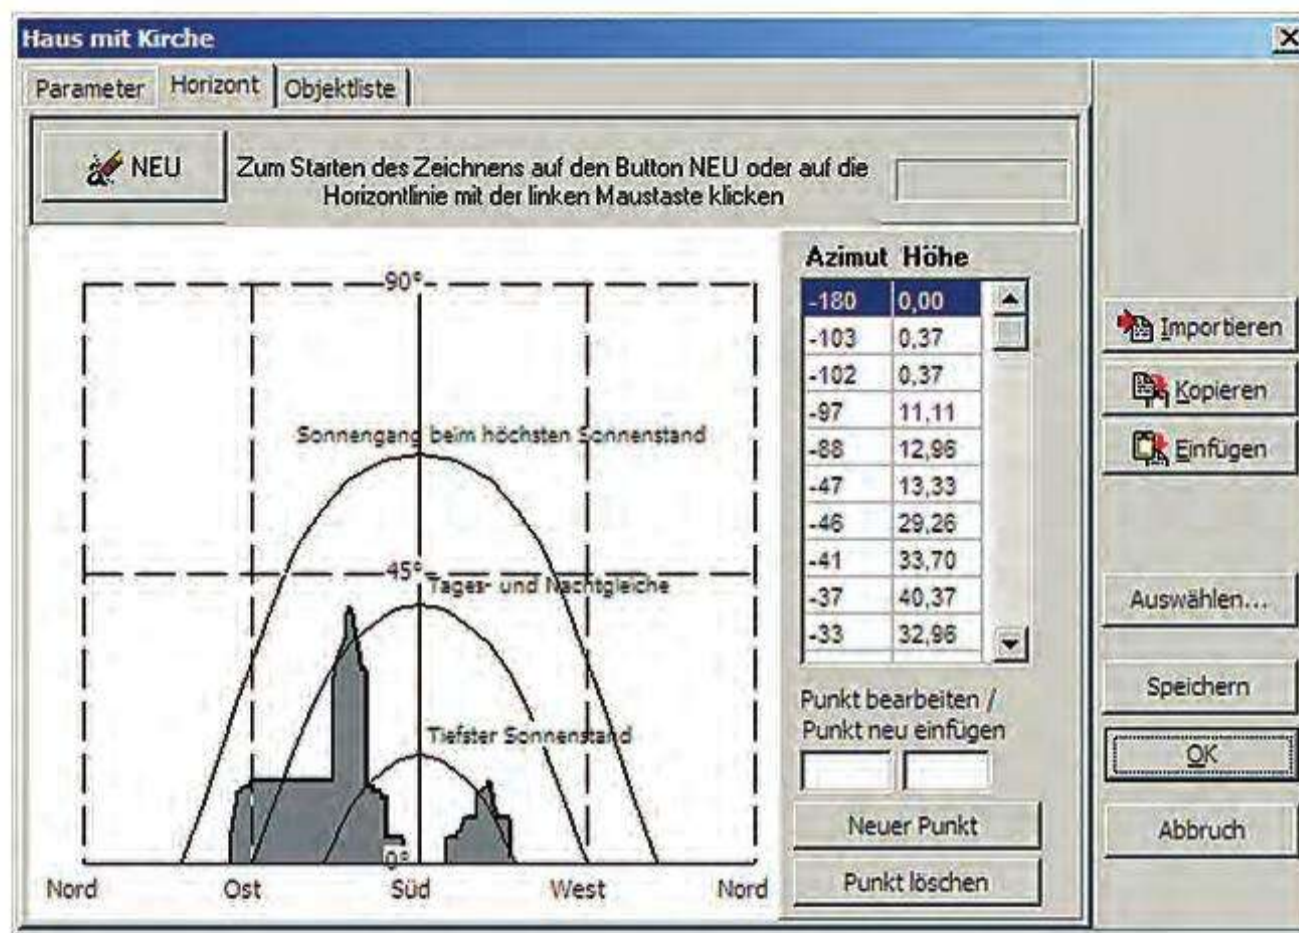 Haus mit Kirche
Parameter Horizont Objektliste
NEU
Zum Starten des Zeichnens auf den Button NEU oder auf die
Horizontlinie mit der linken Maustaste klicken
90°
Sonnengang beim höchsten Sonnenstand
45°
Tages- und Nachtgleiche
Tiefster Sonnenstand
0°
Nord Ost Süd West Nord
Azimut Höhe
-180 0,00
-103 0,37
-102 0,37
-97 11,11
-88 12,96
-47 13,33
-46 29,26
-41 33,70
-37 40,37
-33 32,96
Punkt bearbeiten /
Punkt neu einfügen
Neuer Punkt
Punkt löschen
Importieren
Kopieren
Einfügen
Auswählen...
Speichern
OK
Abbruch